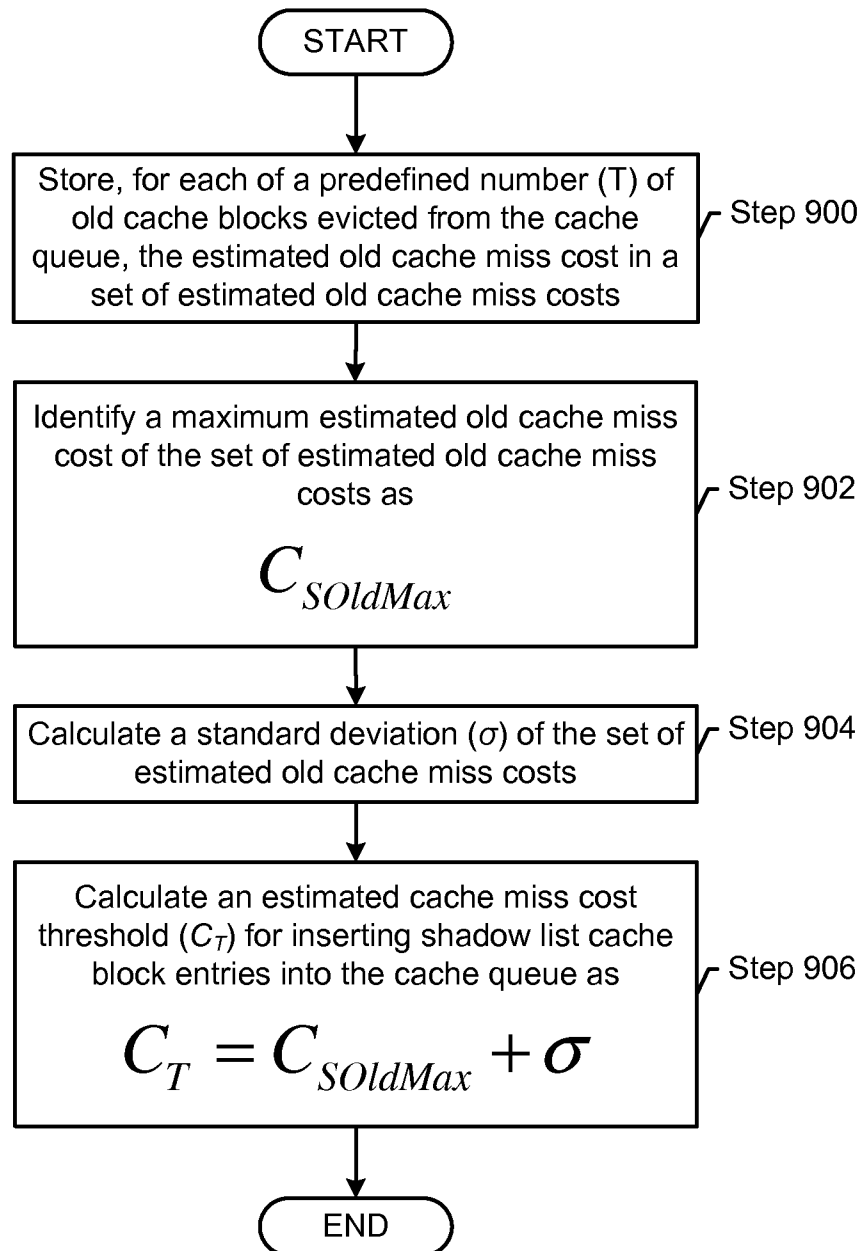 START
Store, for each of a predefined number (T) of
old cache blocks evicted from the cache
queue, the estimated old cache miss cost in a
set of estimated old cache miss costs
Step 900
Identify a maximum estimated old cache miss
cost of the set of estimated old cache miss
costs as
C_{SOldMax}
Step 902
Calculate a standard deviation (σ) of the set of
estimated old cache miss costs
Step 904
Calculate an estimated cache miss cost
threshold (C_T) for inserting shadow list cache
block entries into the cache queue as
C_T = C_{SOldMax} + σ
Step 906
END